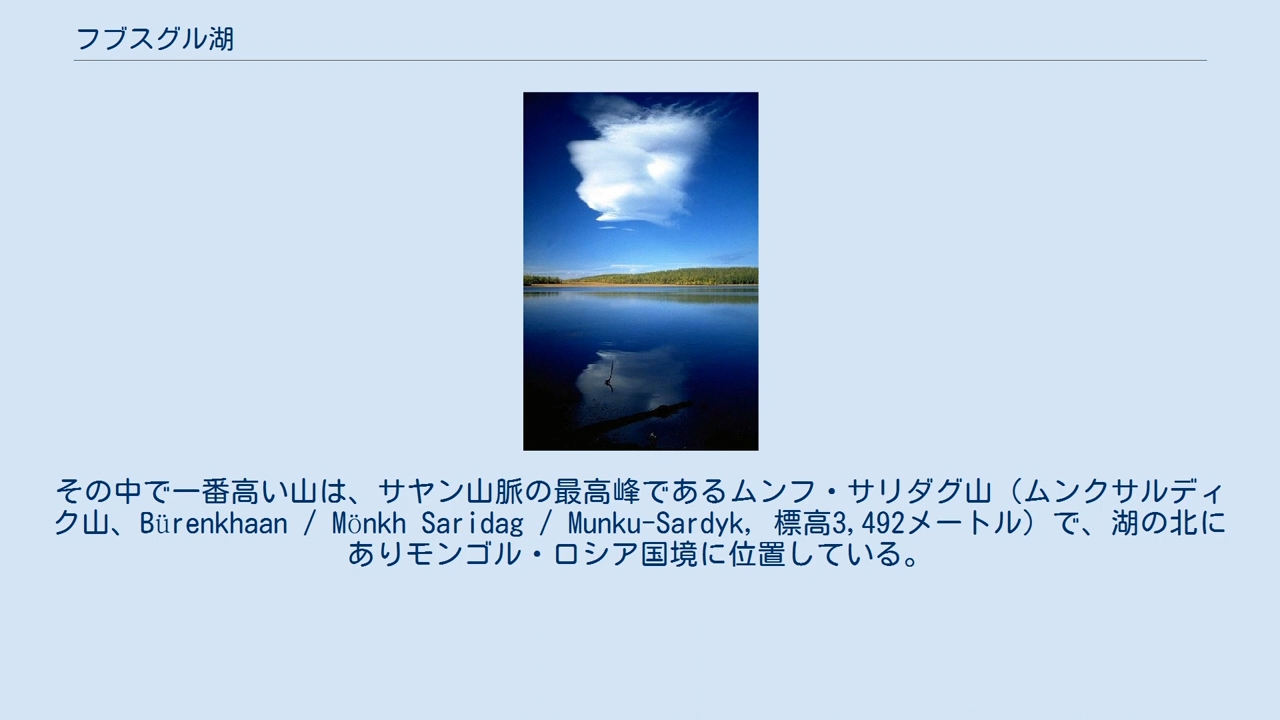 フブスグル湖
その中で一番高い山は、サヤン山脈の最高峰であるムンフ・サリダグ山（ムンクサルディ
ク山、Bürenkhaan / Mönkh Saridag / Munku-Sardyk, 標高3,492メートル）で、湖の北に
ありモンゴル・ロシア国境に位置している。